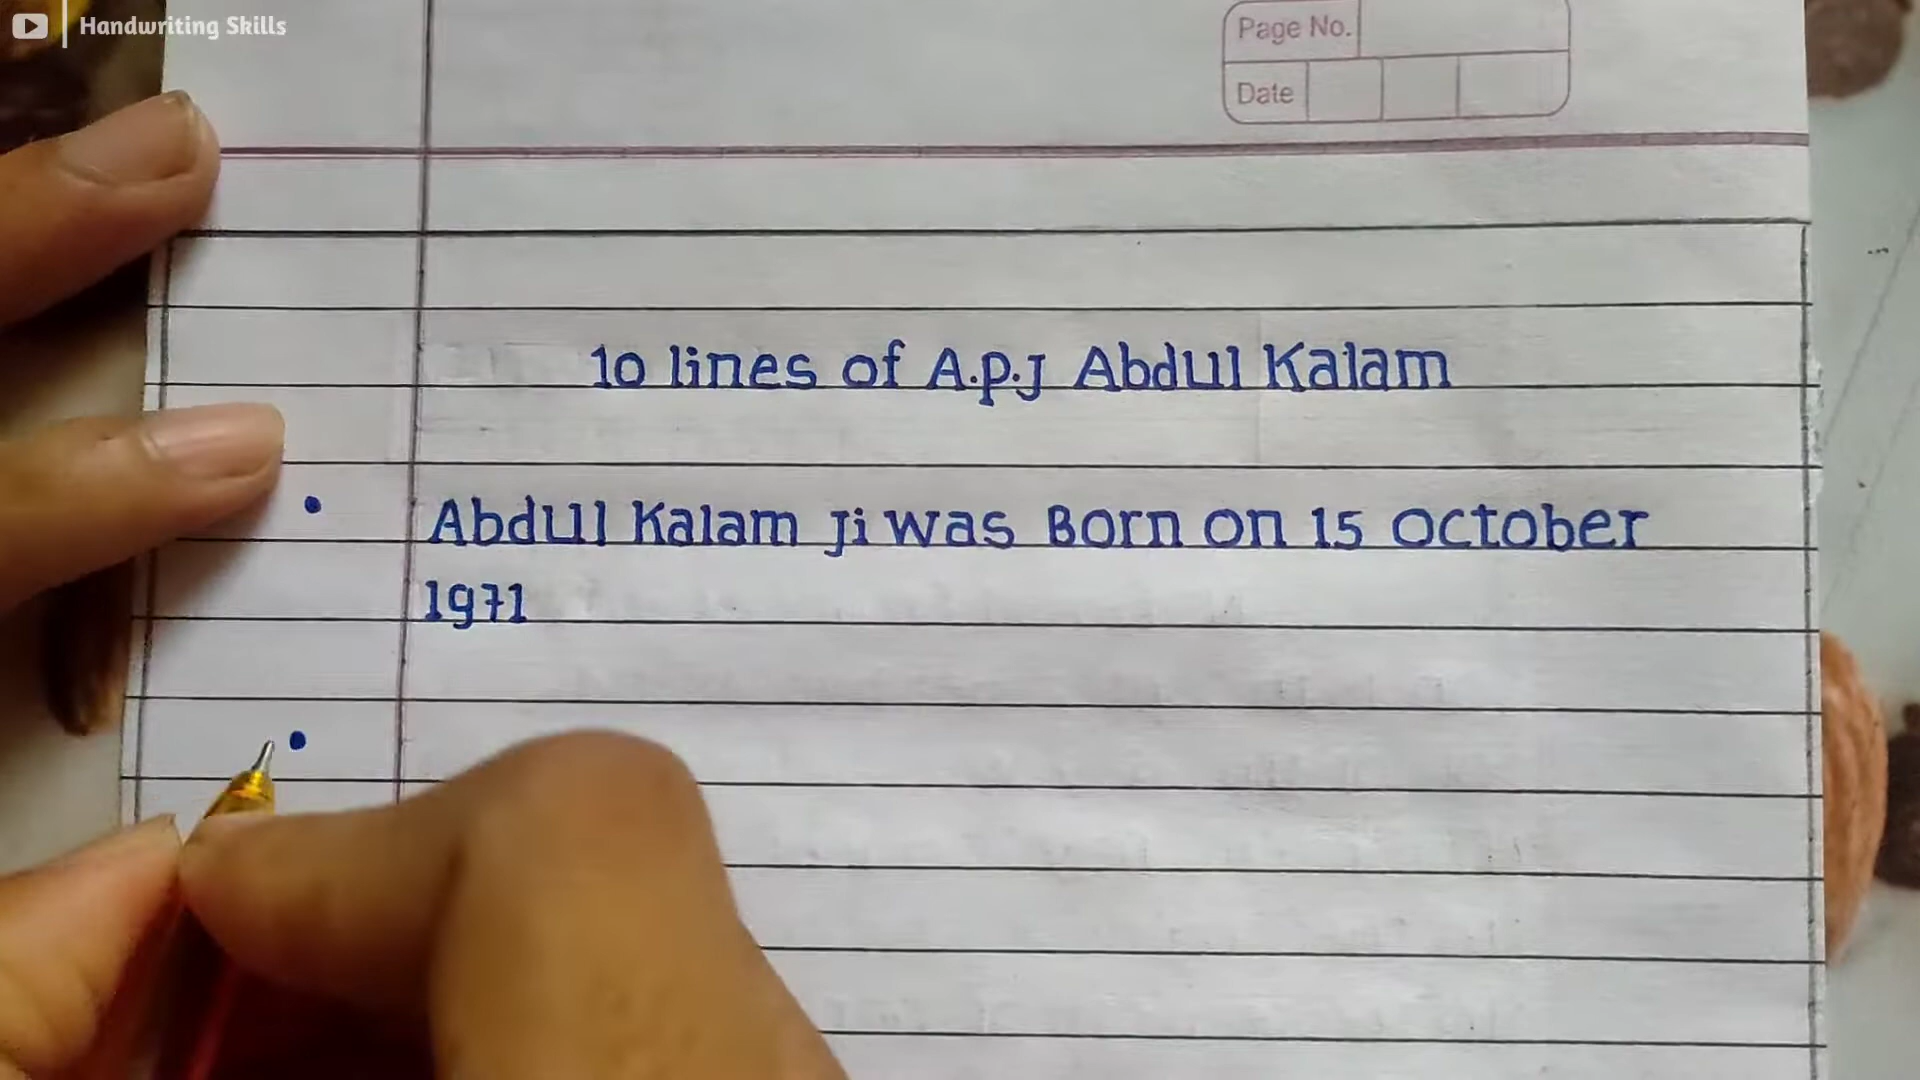 Handwriting Skills
Page No.
Date
10 lines of A.P.J Abdul Kalam
• Abdul Kalam Ji was Born on 15 October
1971
•